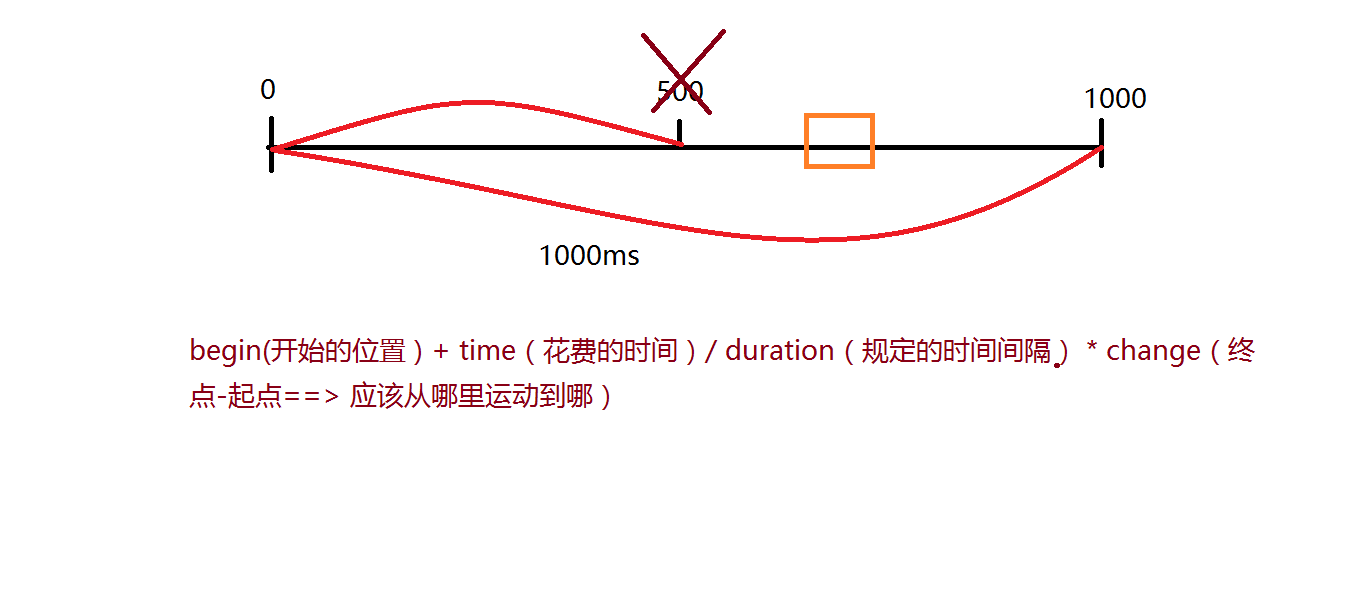 0
500
1000
1000ms
begin(开始的位置）+ time（花费的时间）/ duration（规定的时间间隔） * change（终
点-起点==> 应该从哪里运动到哪）